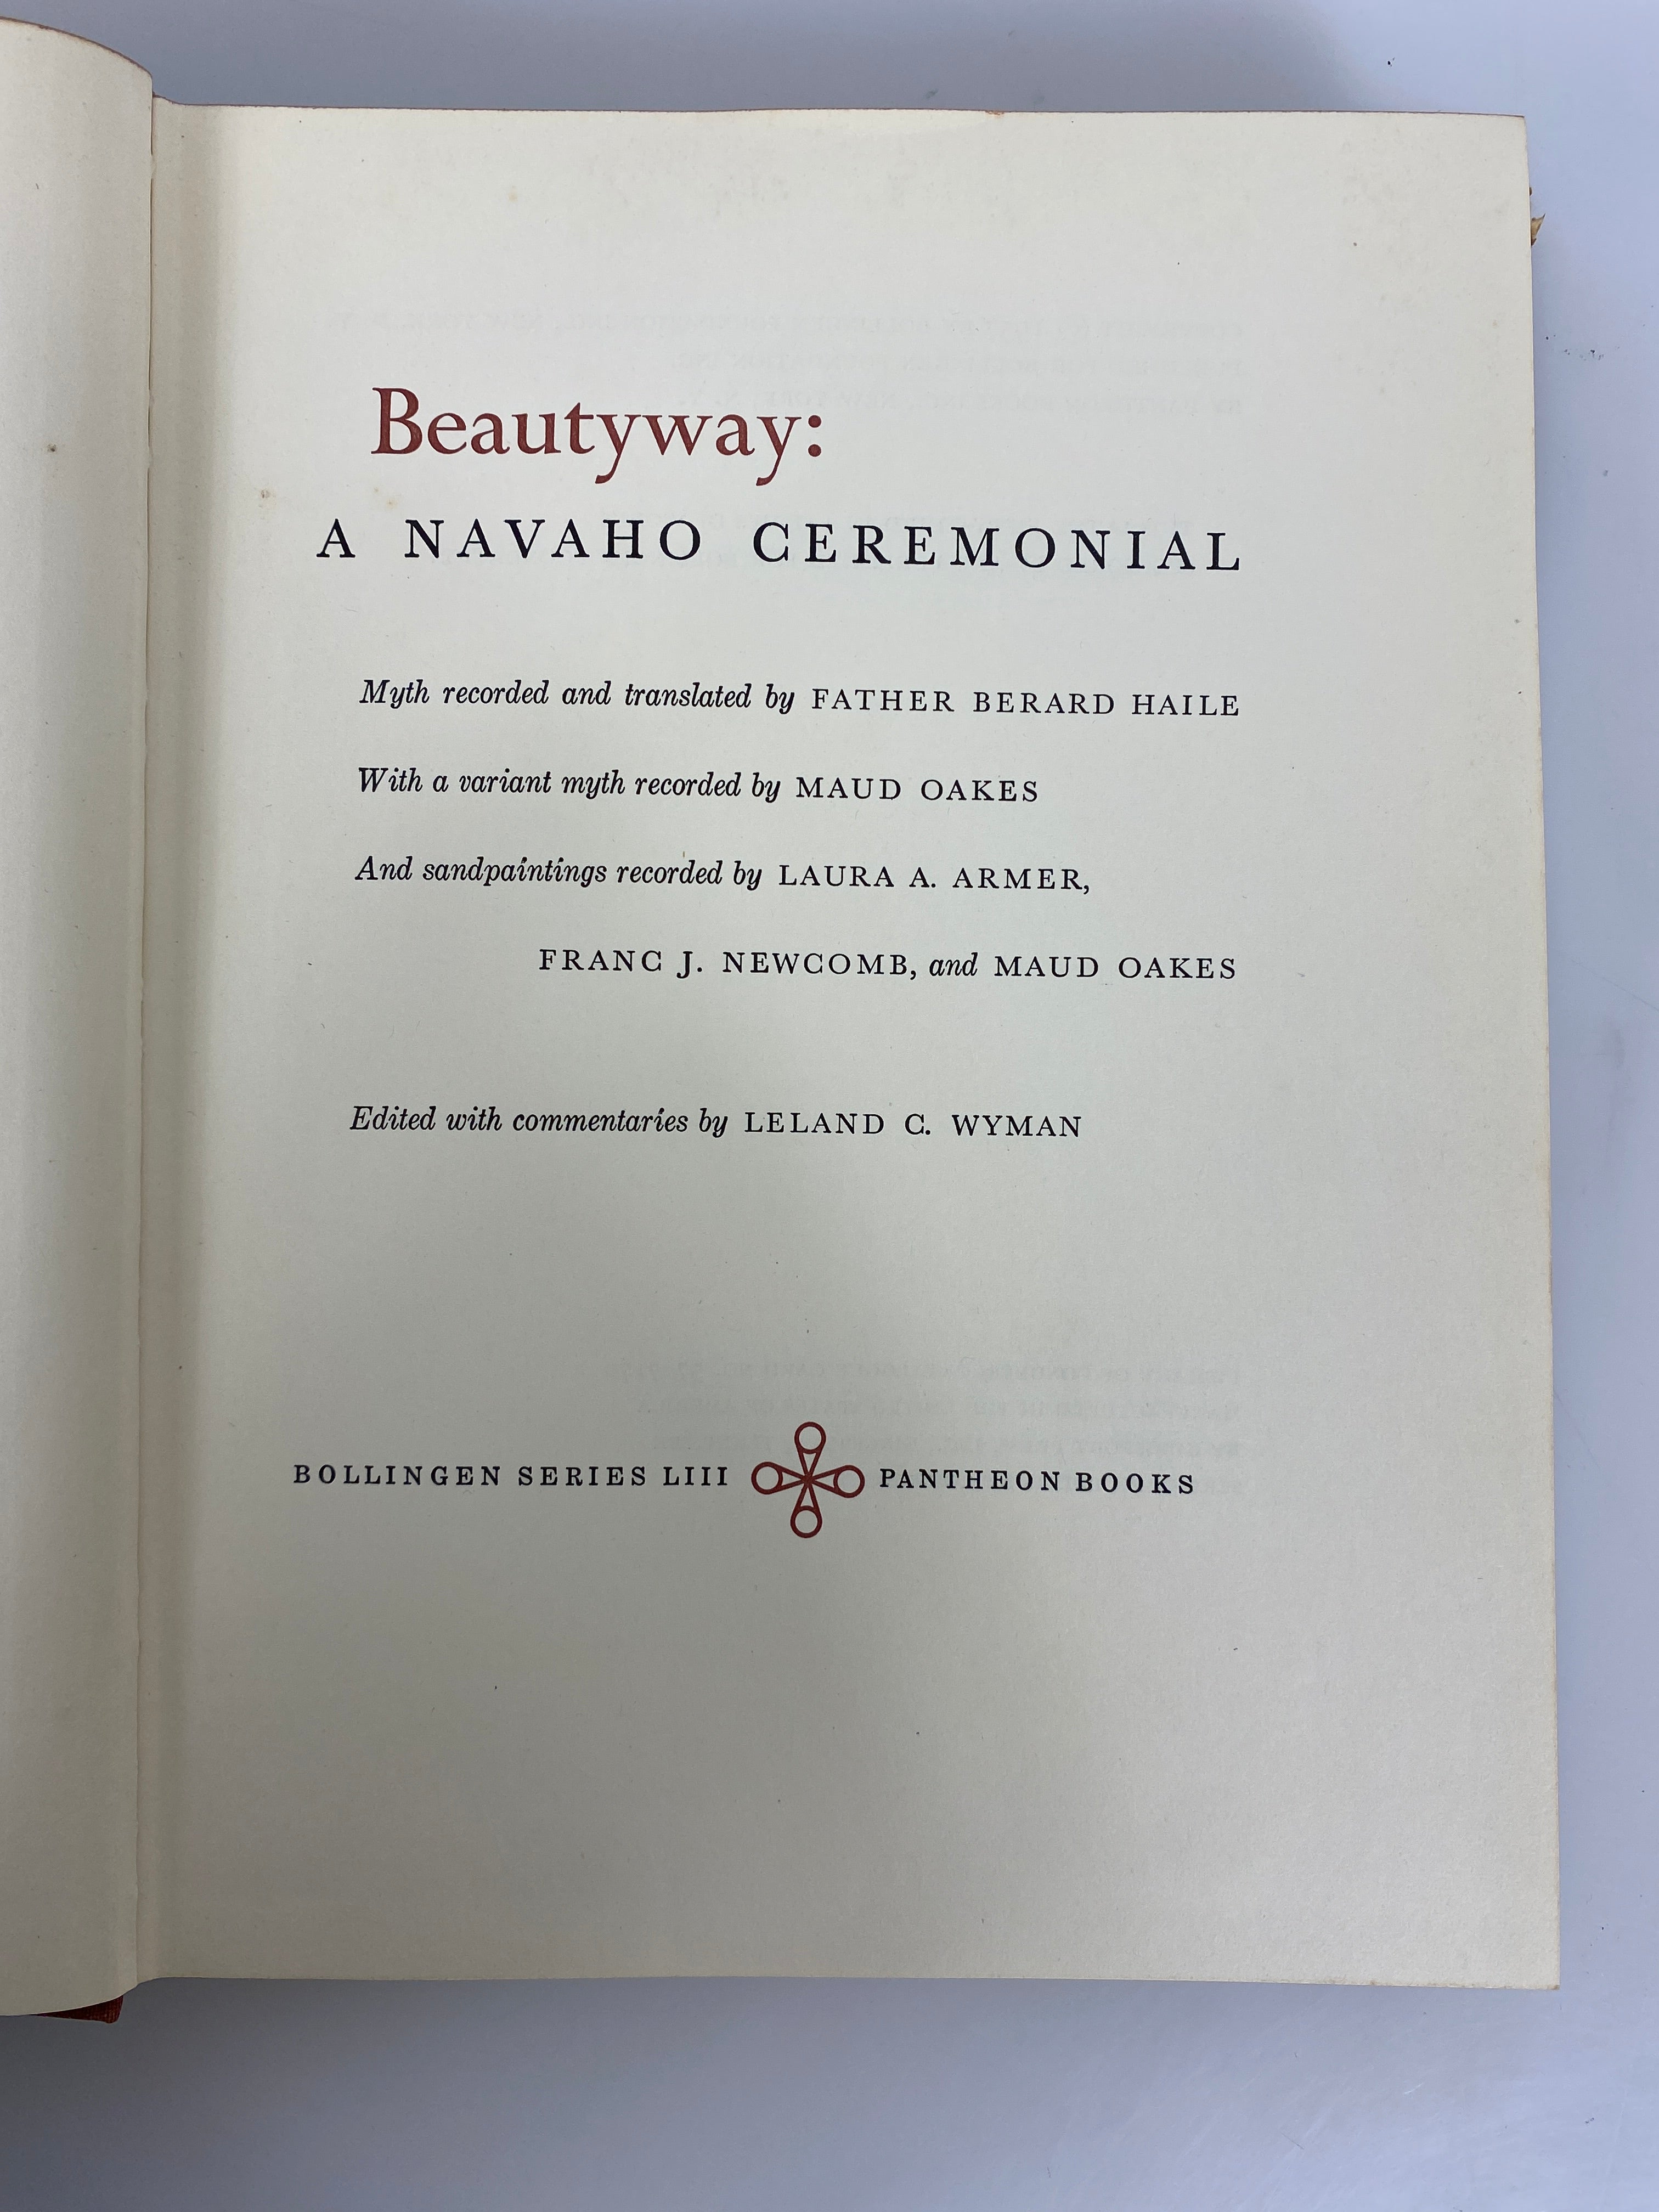 Beautyway:
A NAVAHO CEREMONIAL
Myth recorded and translated by FATHER BERARD HAILE
With a variant myth recorded by MAUD OAKES
And sandpaintings recorded by LAURA A. ARMER,
FRANC J. NEWCOMB, and MAUD OAKES
Edited with commentaries by LELAND C. WYMAN
BOLLINGEN SERIES LIII PANTHEON BOOKS